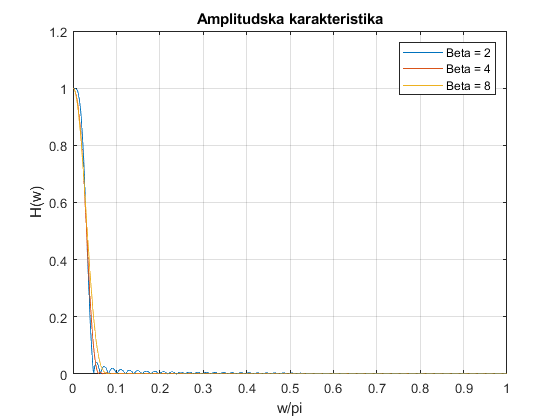 Amplitudska karakteristika
Beta = 2
Beta = 4
Beta = 8
H(w)
1.2
1
0.8
0.6
0.4
0.2
0
0 0.1 0.2 0.3 0.4 0.5 0.6 0.7 0.8 0.9 1
w/pi